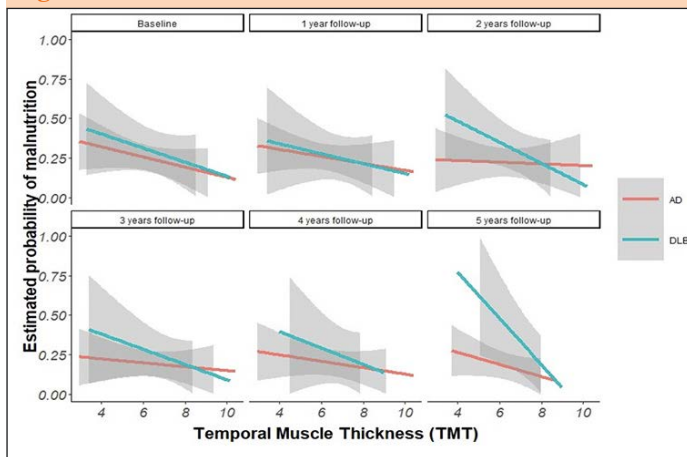 Baseline
1 year follow-up
2 years follow-up
1.00
0.75
0.50
0.25
0.00
Estimated probability of malnutrition
3 years follow-up
4 years follow-up
5 years follow-up
1.00
0.75
0.50
0.25
0.00
4 6 8 10
4 6 8 10
4 6 8 10
Temporal Muscle Thickness (TMT)
AD
DLB